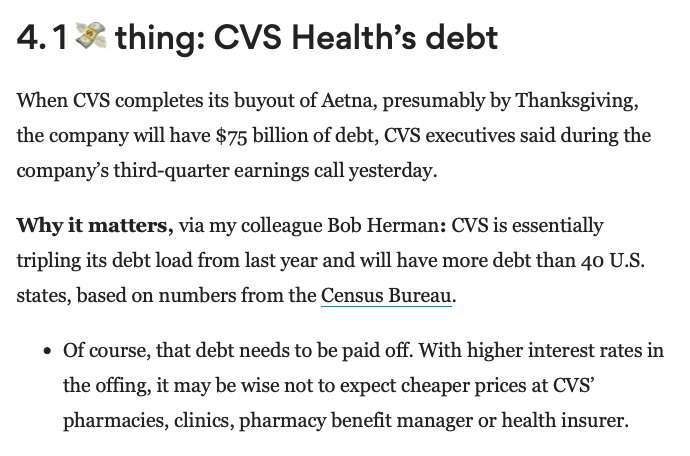 4. 1💸 thing: CVS Health’s debt
When CVS completes its buyout of Aetna, presumably by Thanksgiving,
the company will have $75 billion of debt, CVS executives said during the
company’s third-quarter earnings call yesterday.
Why it matters, via my colleague Bob Herman: CVS is essentially
tripling its debt load from last year and will have more debt than 40 U.S.
states, based on numbers from the Census Bureau.
• Of course, that debt needs to be paid off. With higher interest rates in
the offing, it may be wise not to expect cheaper prices at CVS’
pharmacies, clinics, pharmacy benefit manager or health insurer.